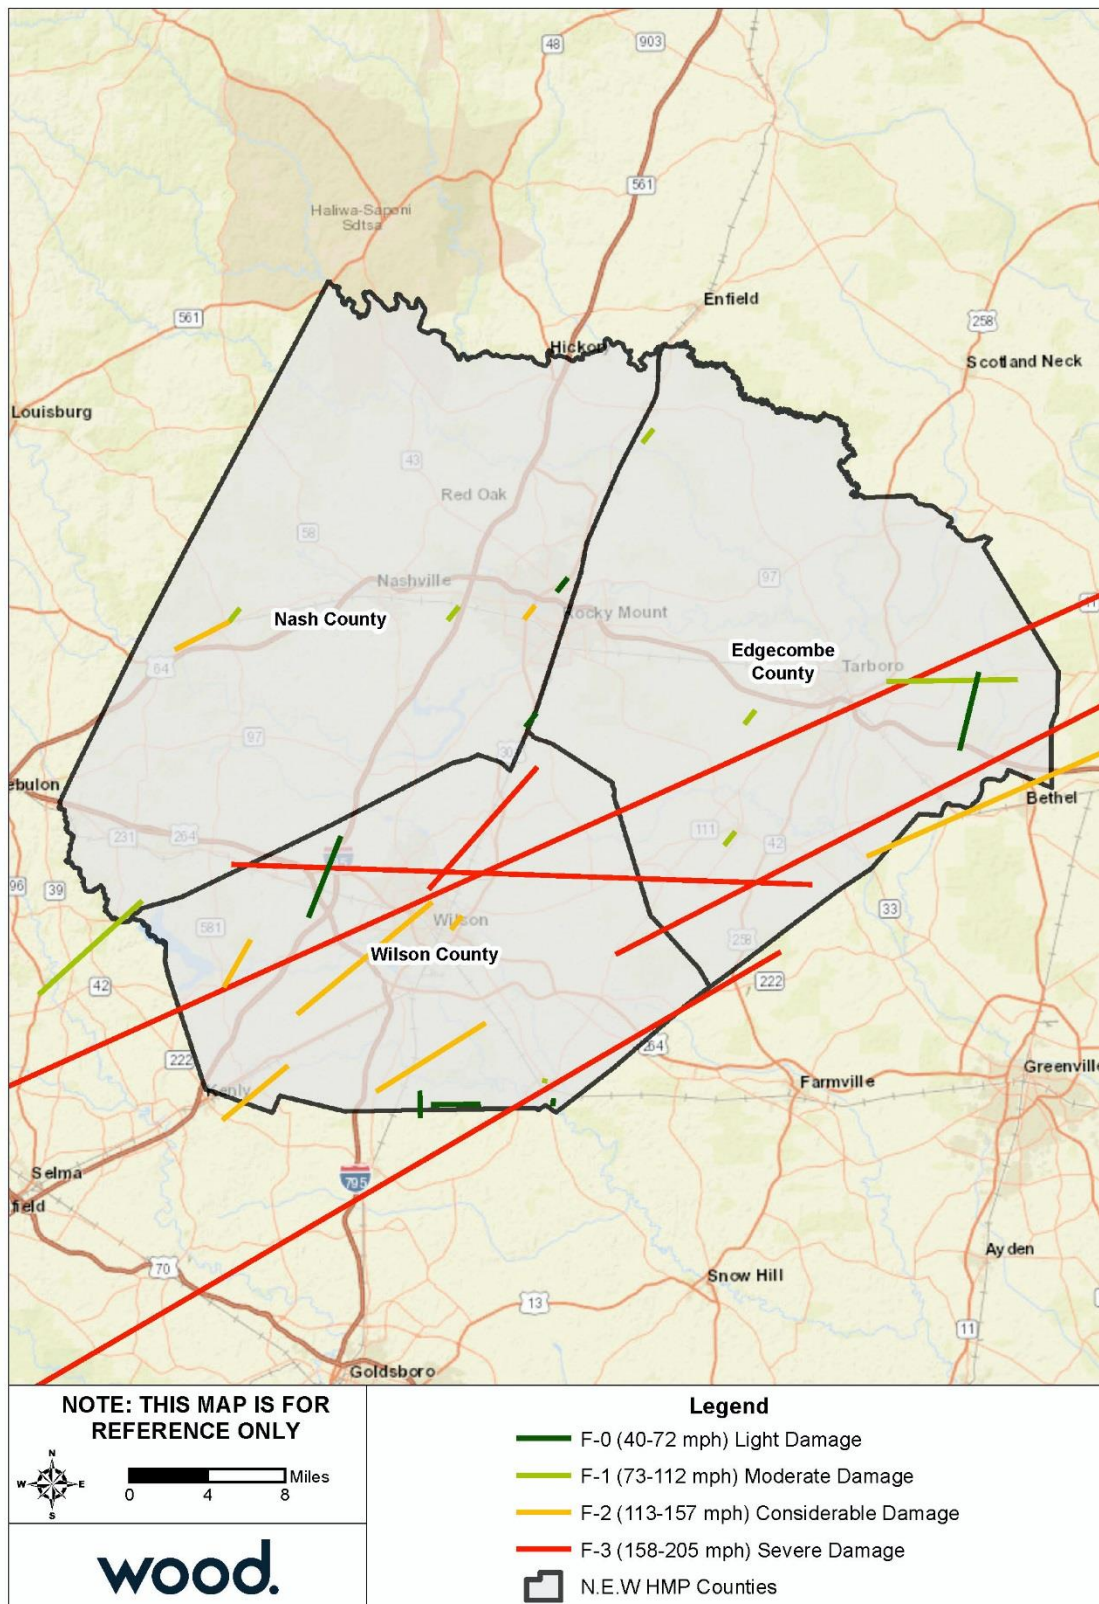 48
903
561
Haliwa-Saponi
Sdtsa
Enfield
561
258
Hickory
Scotland Neck
Louisburg
43
Red Oak
58
97
Nashville
Rocky Mount
Nash County
Edgecombe
County
Tarboro
64
97
ebulon
Bethel
231
264
111
42
96
39
33
581
Wilson
258
Wilson County
42
222
222
264
Kenly
Farmville
Greenville
Selma
field
795
Ayden
70
Snow Hill
13
11
Goldsboro
NOTE: THIS MAP IS FOR
REFERENCE ONLY
N
W
E
S
Miles
0
4
8
wood.
Legend
F-0 (40-72 mph) Light Damage
F-1 (73-112 mph) Moderate Damage
F-2 (113-157 mph) Considerable Damage
F-3 (158-205 mph) Severe Damage
N.E.W HMP Counties